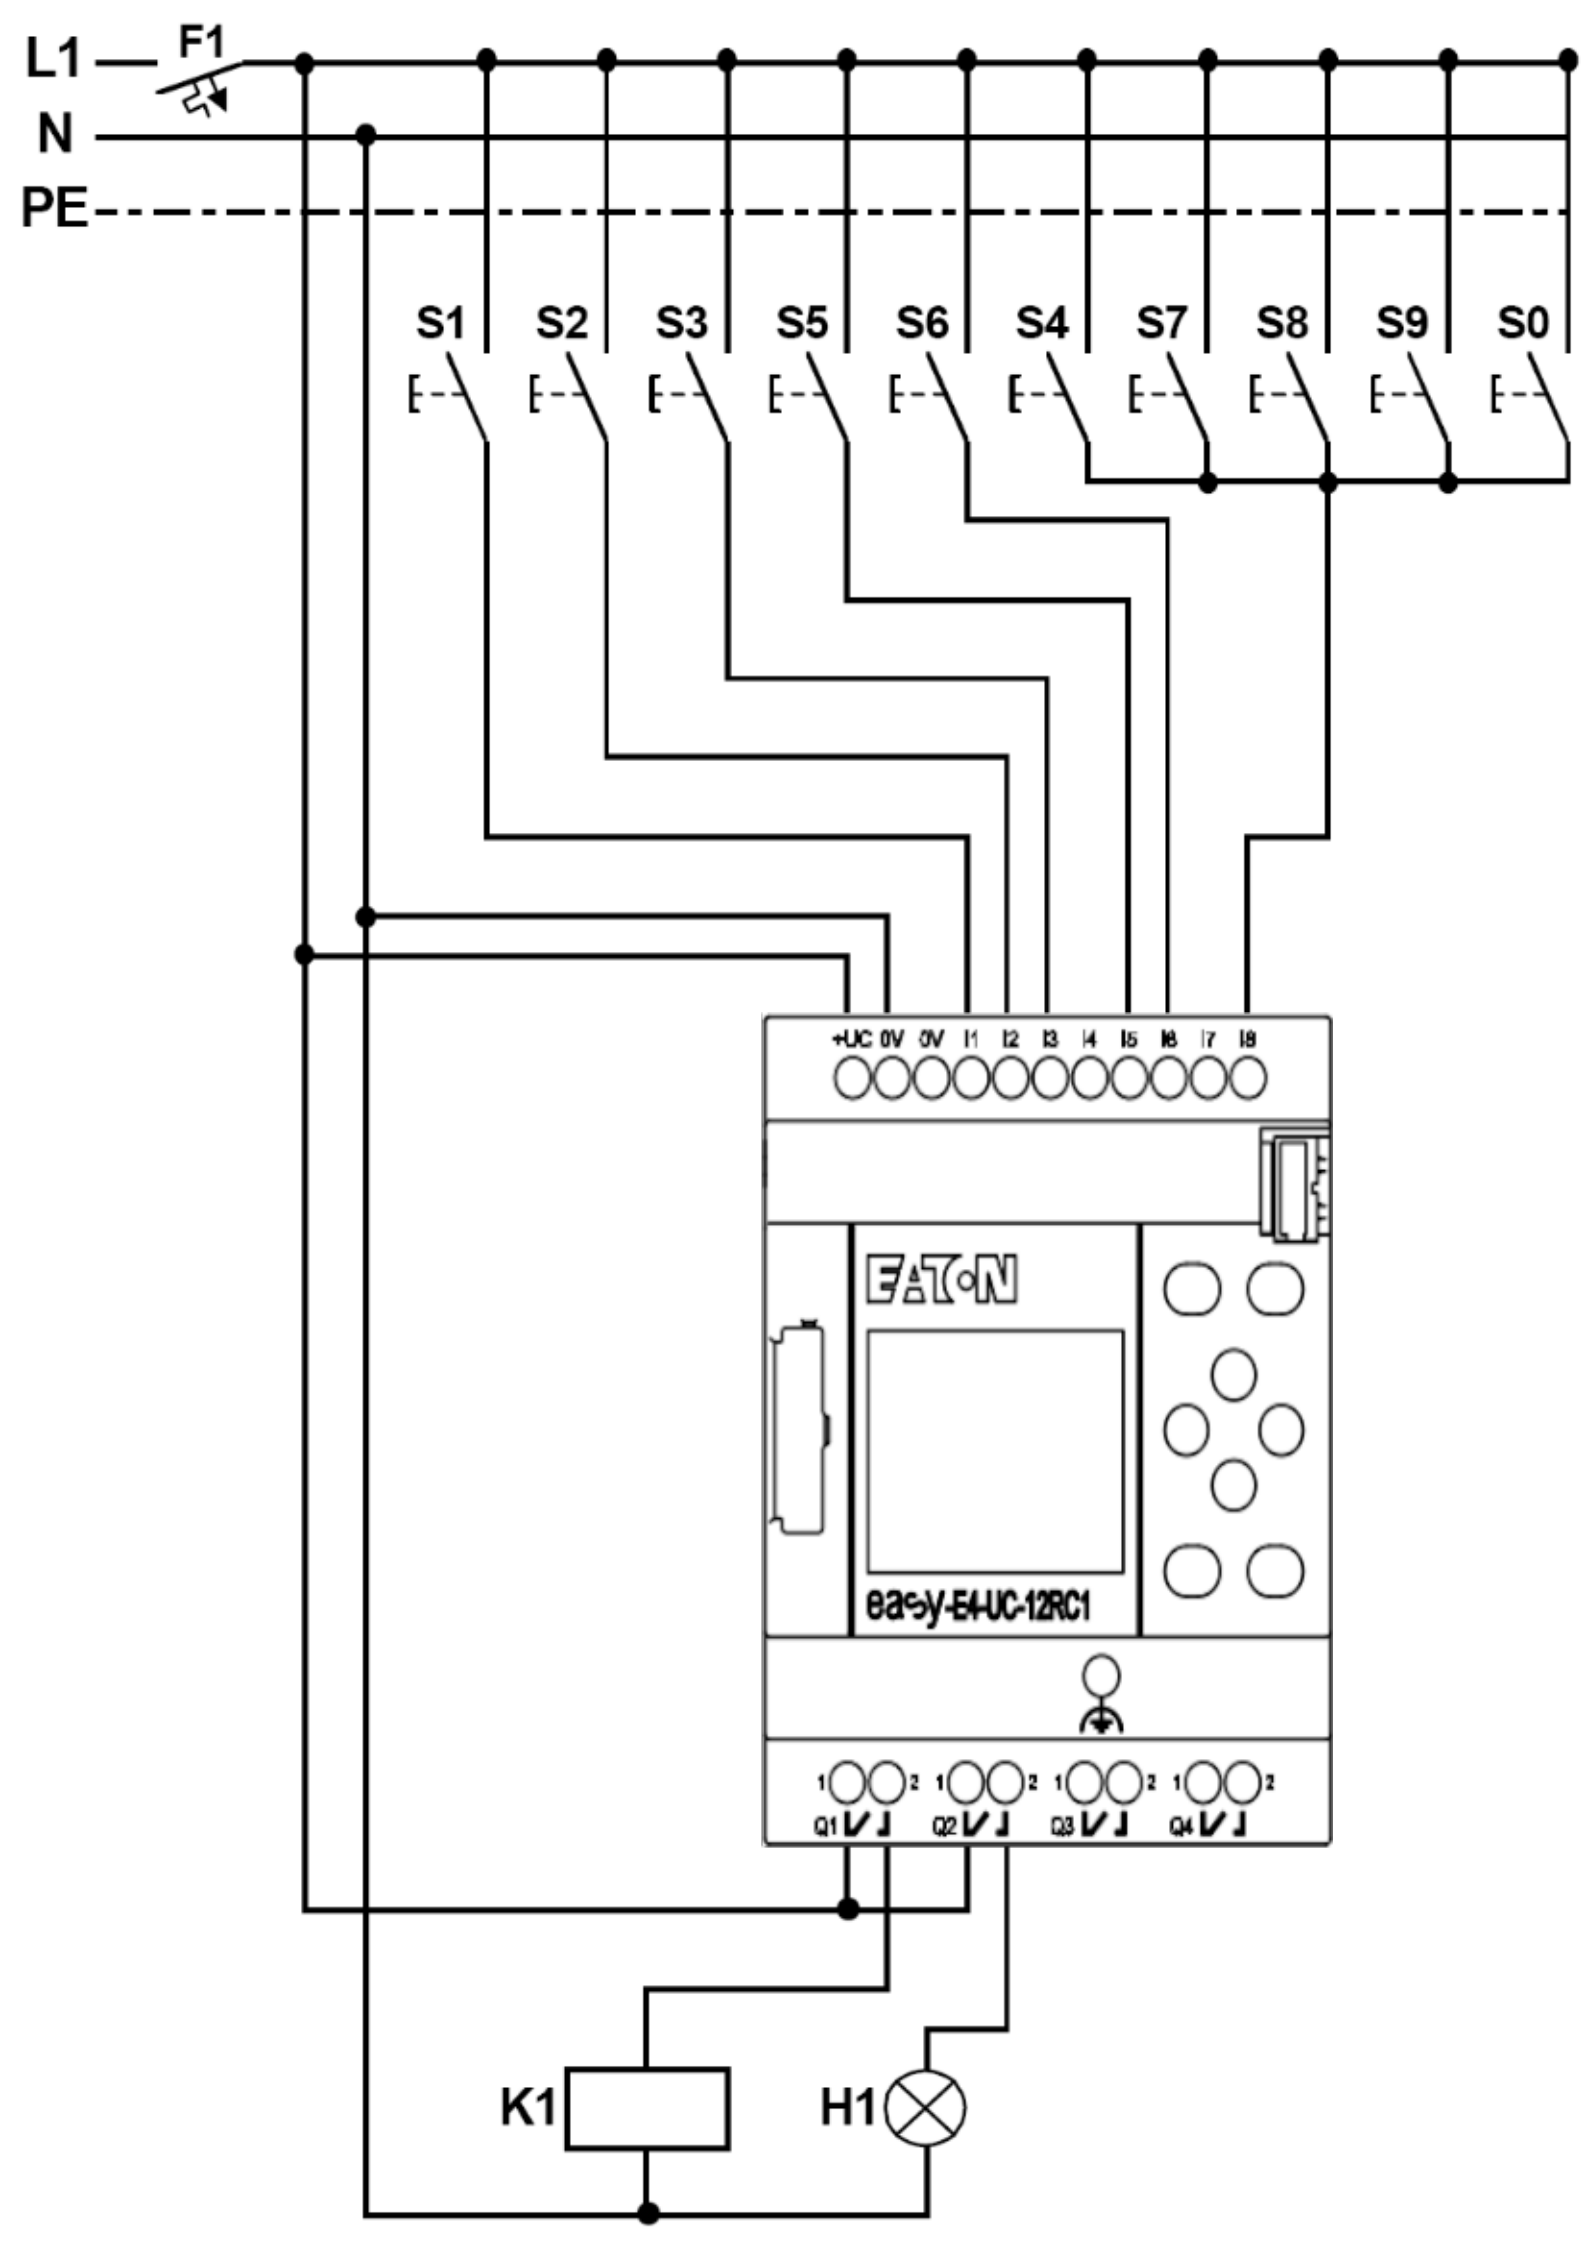 F1
L1
N
PE
S1 S2 S3 S5 S6 S4 S7 S8 S9 S0
+UC 0V 0V I1 I2 I3 I4 I5 I6 I7 I8
EATON
easy-E4-UC-12RC1
1 2 1 2 1 2 1 2
Q1 Q2 Q3 Q4
K1 H1